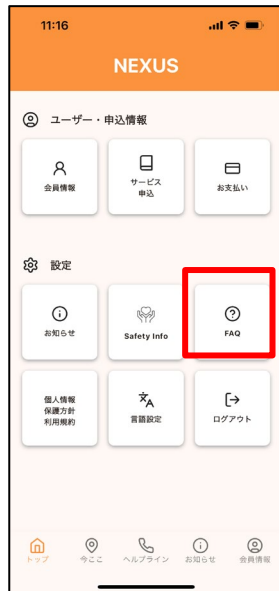 11:16
NEXUS
ユーザー・申込情報
会員情報
サービス
申込
お支払い
設定
お知らせ
Safety Info
FAQ
個人情報
保護方針
利用規約
言語設定
ログアウト
トップ
今ここ
ヘルプライン
お知らせ
会員情報